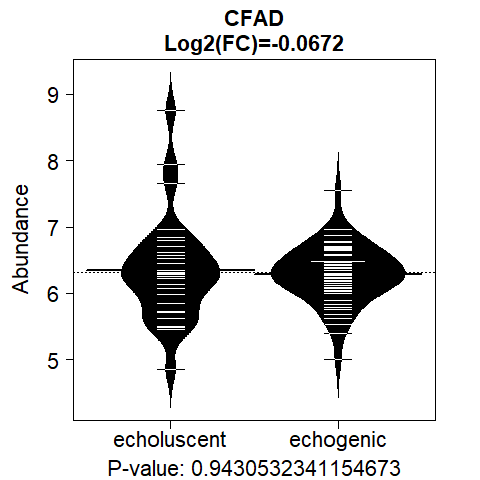 CFAD
Log2(FC)=-0.0672
Abundance
9
8
7
6
5
echoluscent echogenic
P-value: 0.9430532341154673